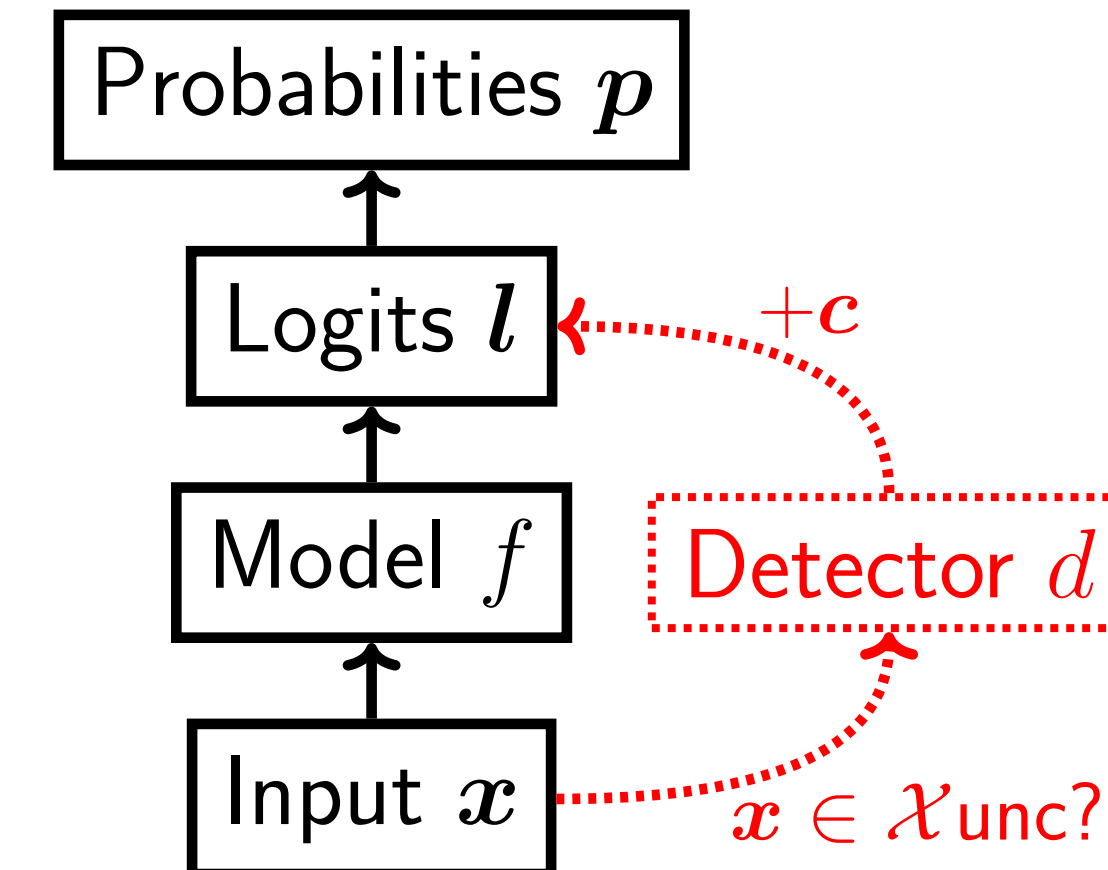 Probabilities p
Logits l
+c
Model f
Detector d
Input x
x ∈ 𝒳unc?